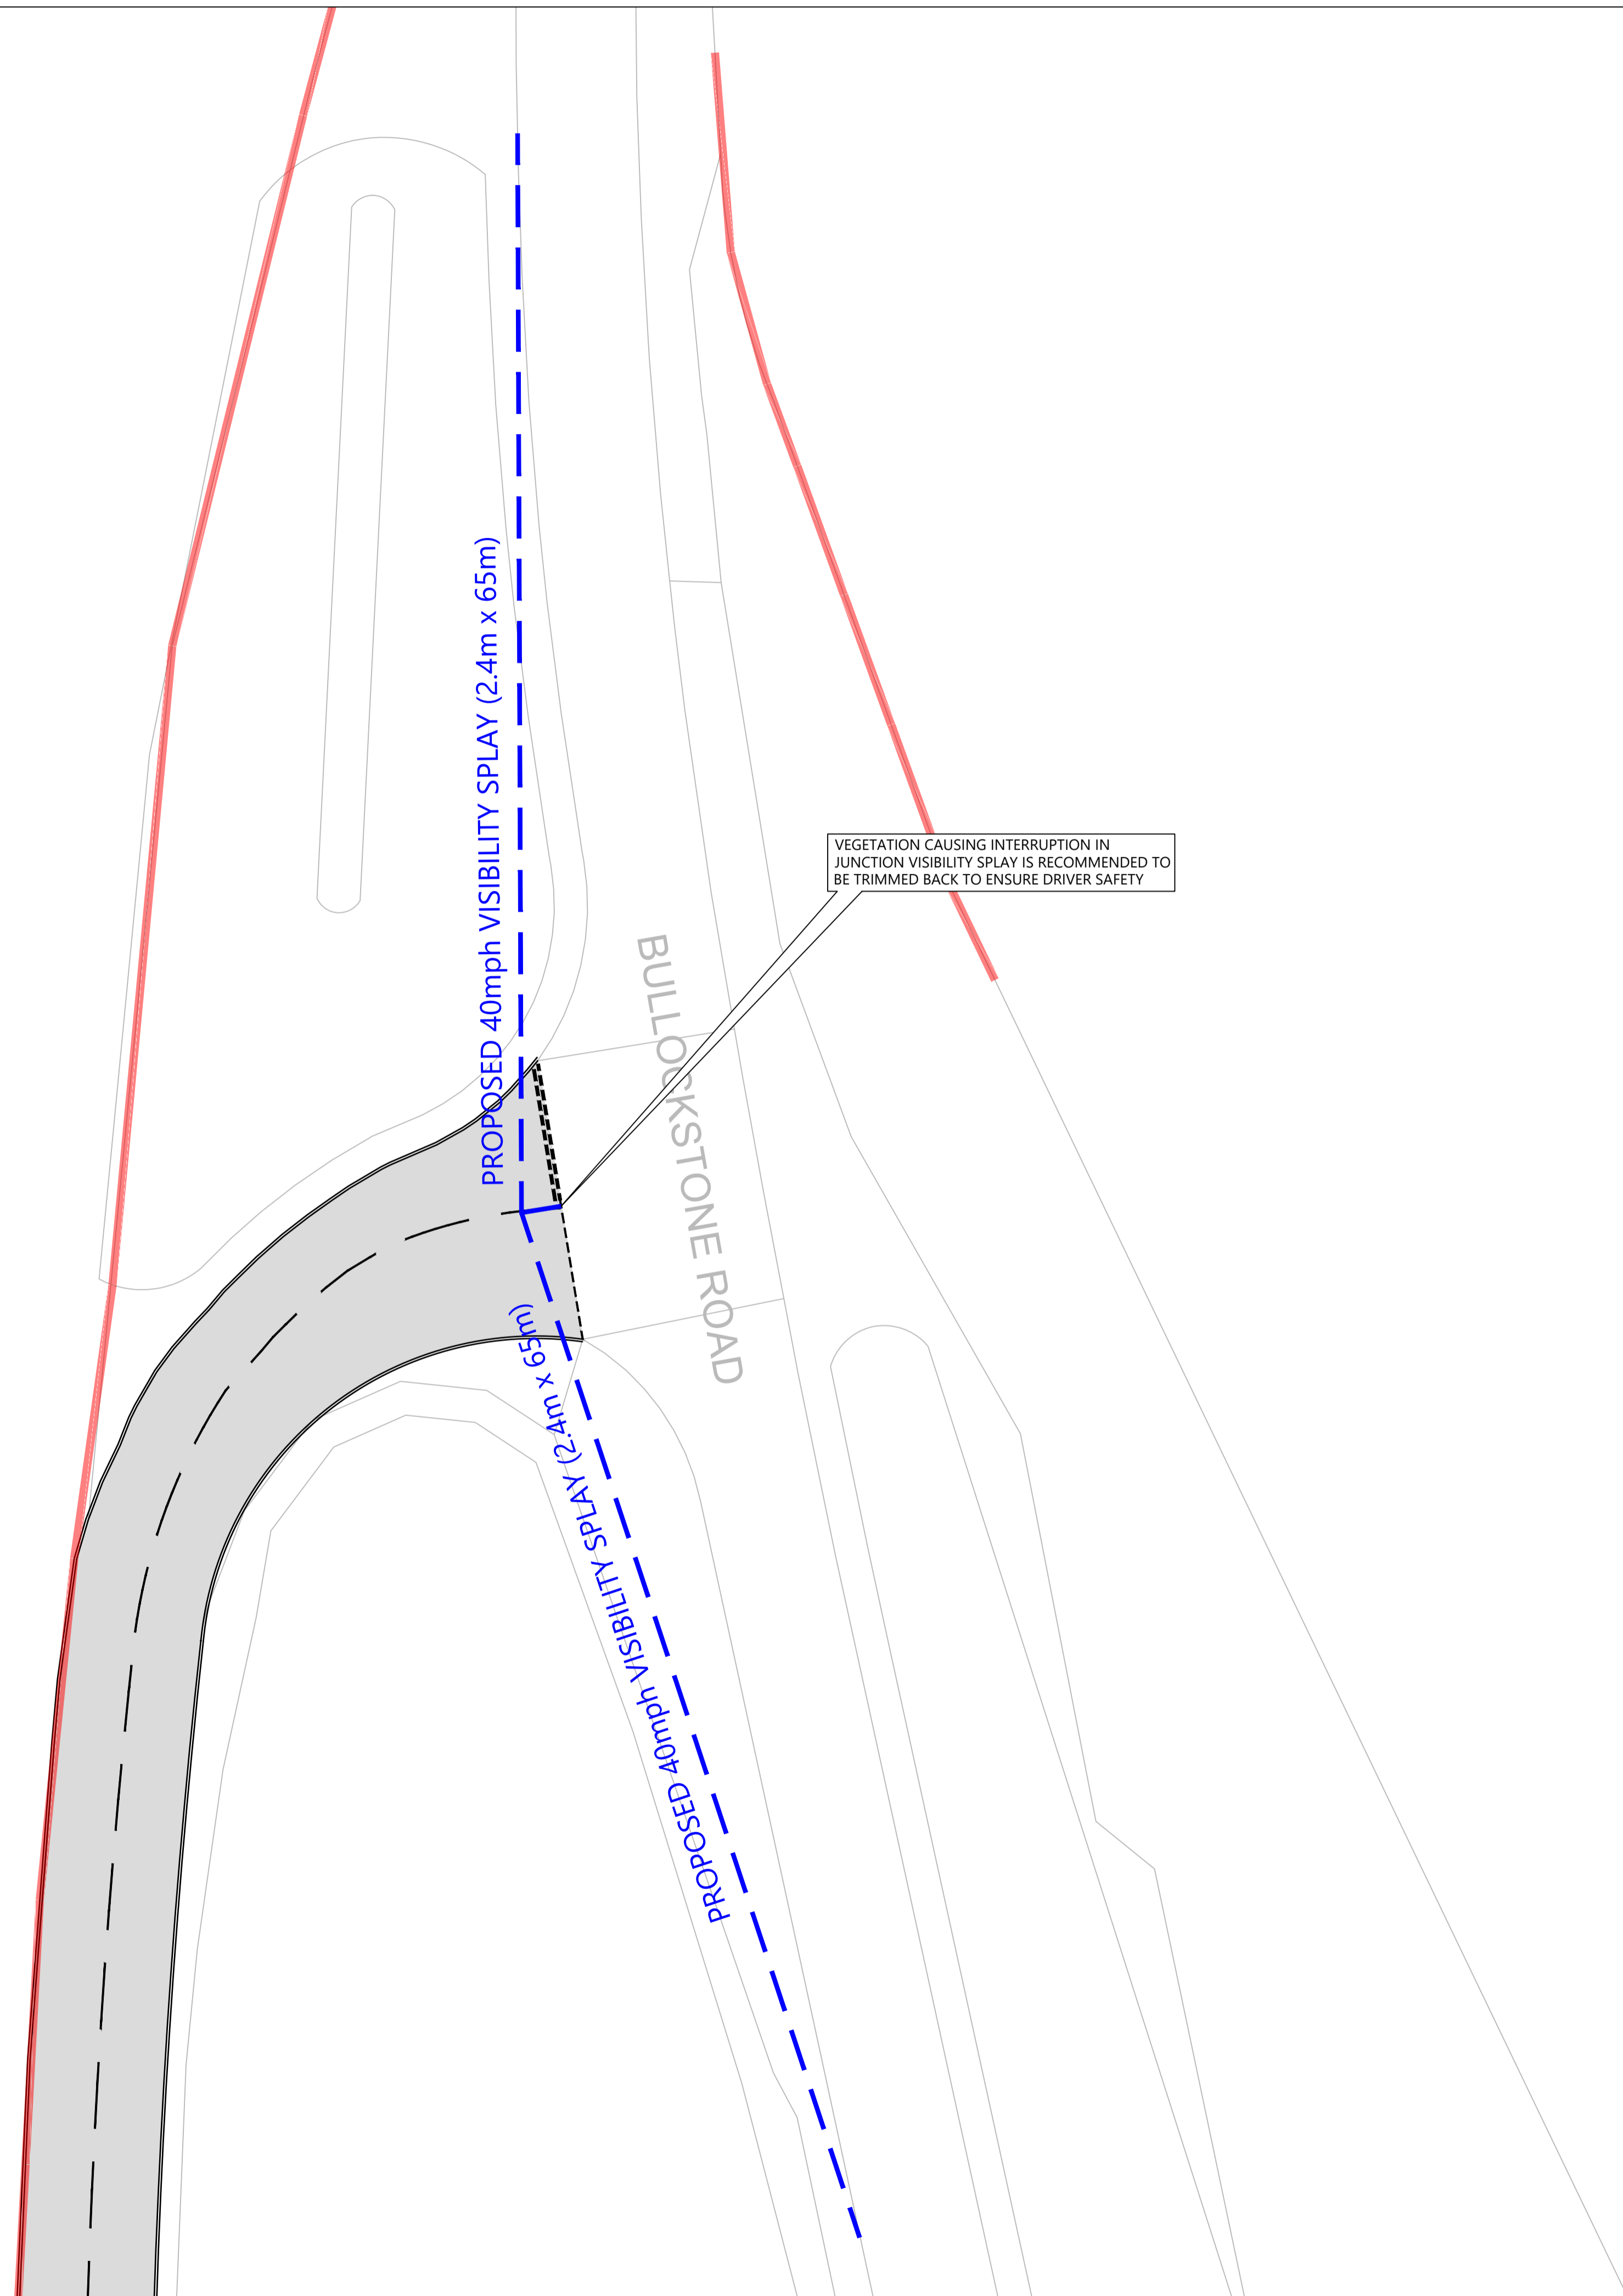 PROPOSED 40mph VISIBILITY SPLAY (2.4m x 65m)
VEGETATION CAUSING INTERRUPTION IN
JUNCTION VISIBILITY SPLAY IS RECOMMENDED TO
BE TRIMMED BACK TO ENSURE DRIVER SAFETY
BULLOCKSTONE ROAD
PROPOSED 40mph VISIBILITY SPLAY (2.4m x 65m)